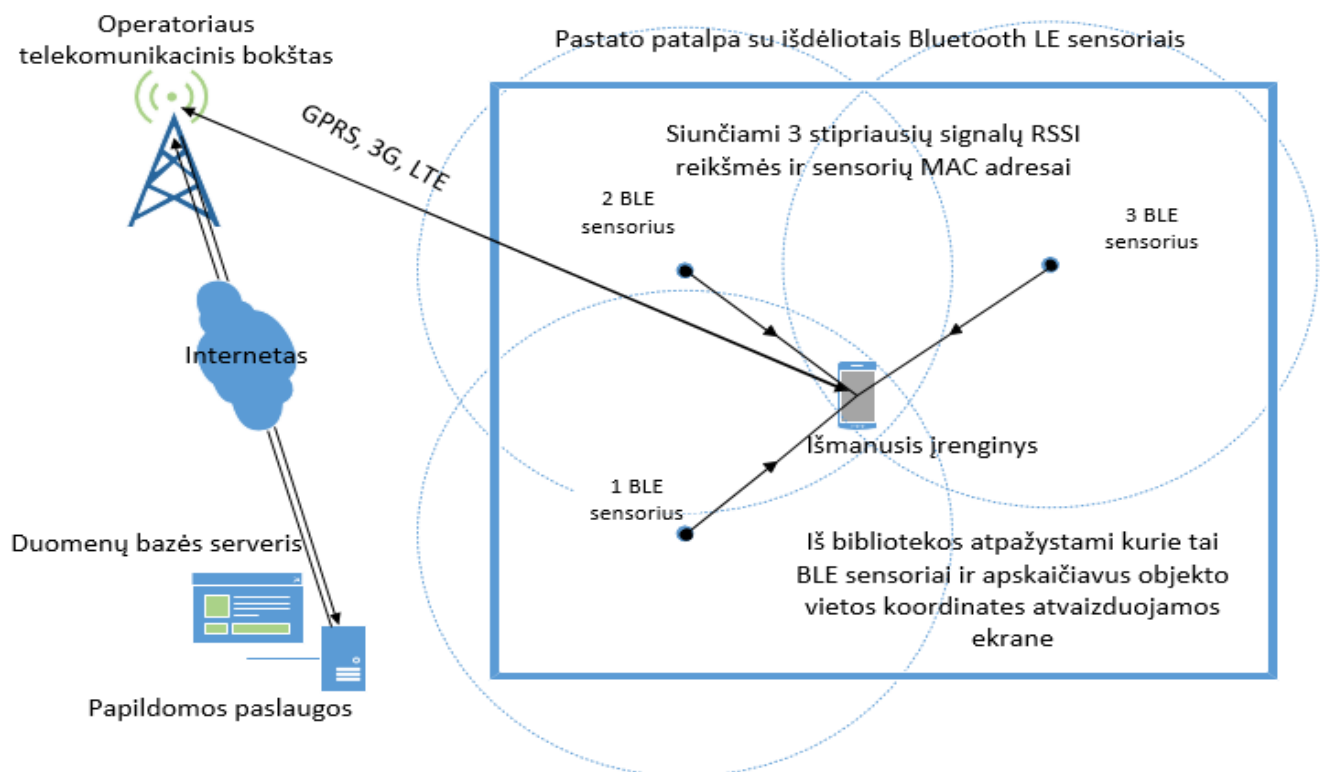 Operatoriaus
telekomunikacinis bokštas
Pastato patalpa su išdėliotais Bluetooth LE sensoriais
GPRS, 3G, LTE
Siunčiami 3 stipriausių signalų RSSI
reikšmės ir sensorių MAC adresai
2 BLE
sensorius
3 BLE
sensorius
Internetas
Išmanusis įrenginys
1 BLE
sensorius
Duomenų bazės serveris
Iš bibliotekos atpažystami kurie tai
BLE sensoriai ir apskaičiavus objekto
vietos koordinates atvaizduojamos
ekrane
Papildomos paslaugos